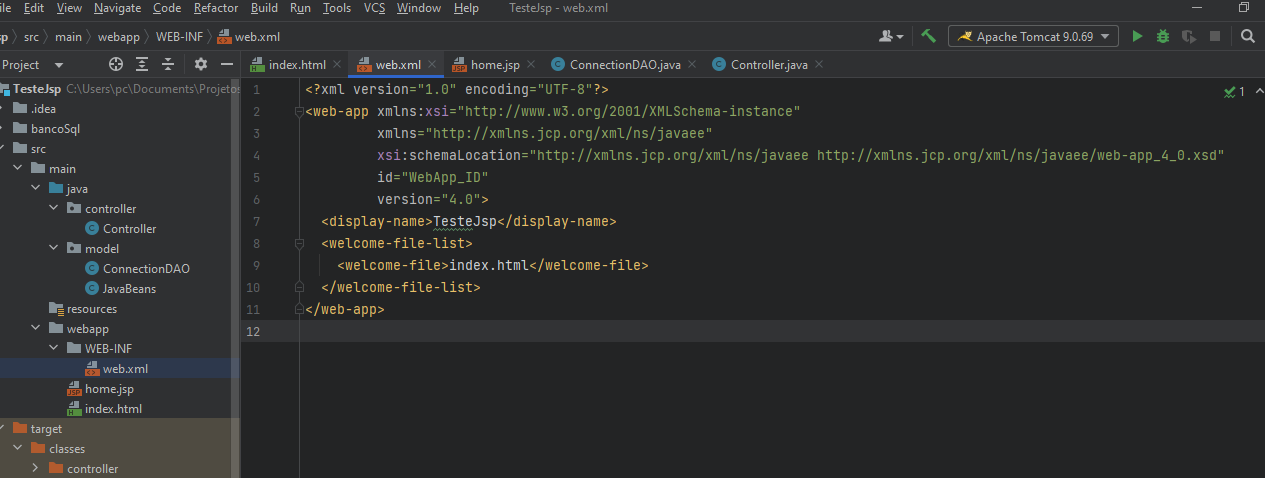 Edit View Navigate Code Refactor Build Run Tools VCS Window Help TesteJsp - web.xml
src main webapp WEB-INF web.xml Apache Tomcat 9.0.69
Project index.html web.xml home.jsp ConnectionDAO.java Controller.java
TesteJsp C:\Users\pc\Documents\Projetos
.idea
bancoSql
src
main
java
controller
Controller
model
ConnectionDAO
JavaBeans
resources
webapp
WEB-INF
web.xml
home.jsp
index.html
target
classes
controller
1 <?xml version="1.0" encoding="UTF-8"?>
2 <web-app xmlns:xsi="http://www.w3.org/2001/XMLSchema-instance"
3 xmlns="http://xmlns.jcp.org/xml/ns/javaee"
4 xsi:schemaLocation="http://xmlns.jcp.org/xml/ns/javaee http://xmlns.jcp.org/xml/ns/javaee/web-app_4_0.xsd"
5 id="WebApp_ID"
6 version="4.0">
7 <display-name>TesteJsp</display-name>
8 <welcome-file-list>
9 <welcome-file>index.html</welcome-file>
10 </welcome-file-list>
11 </web-app>
12
1